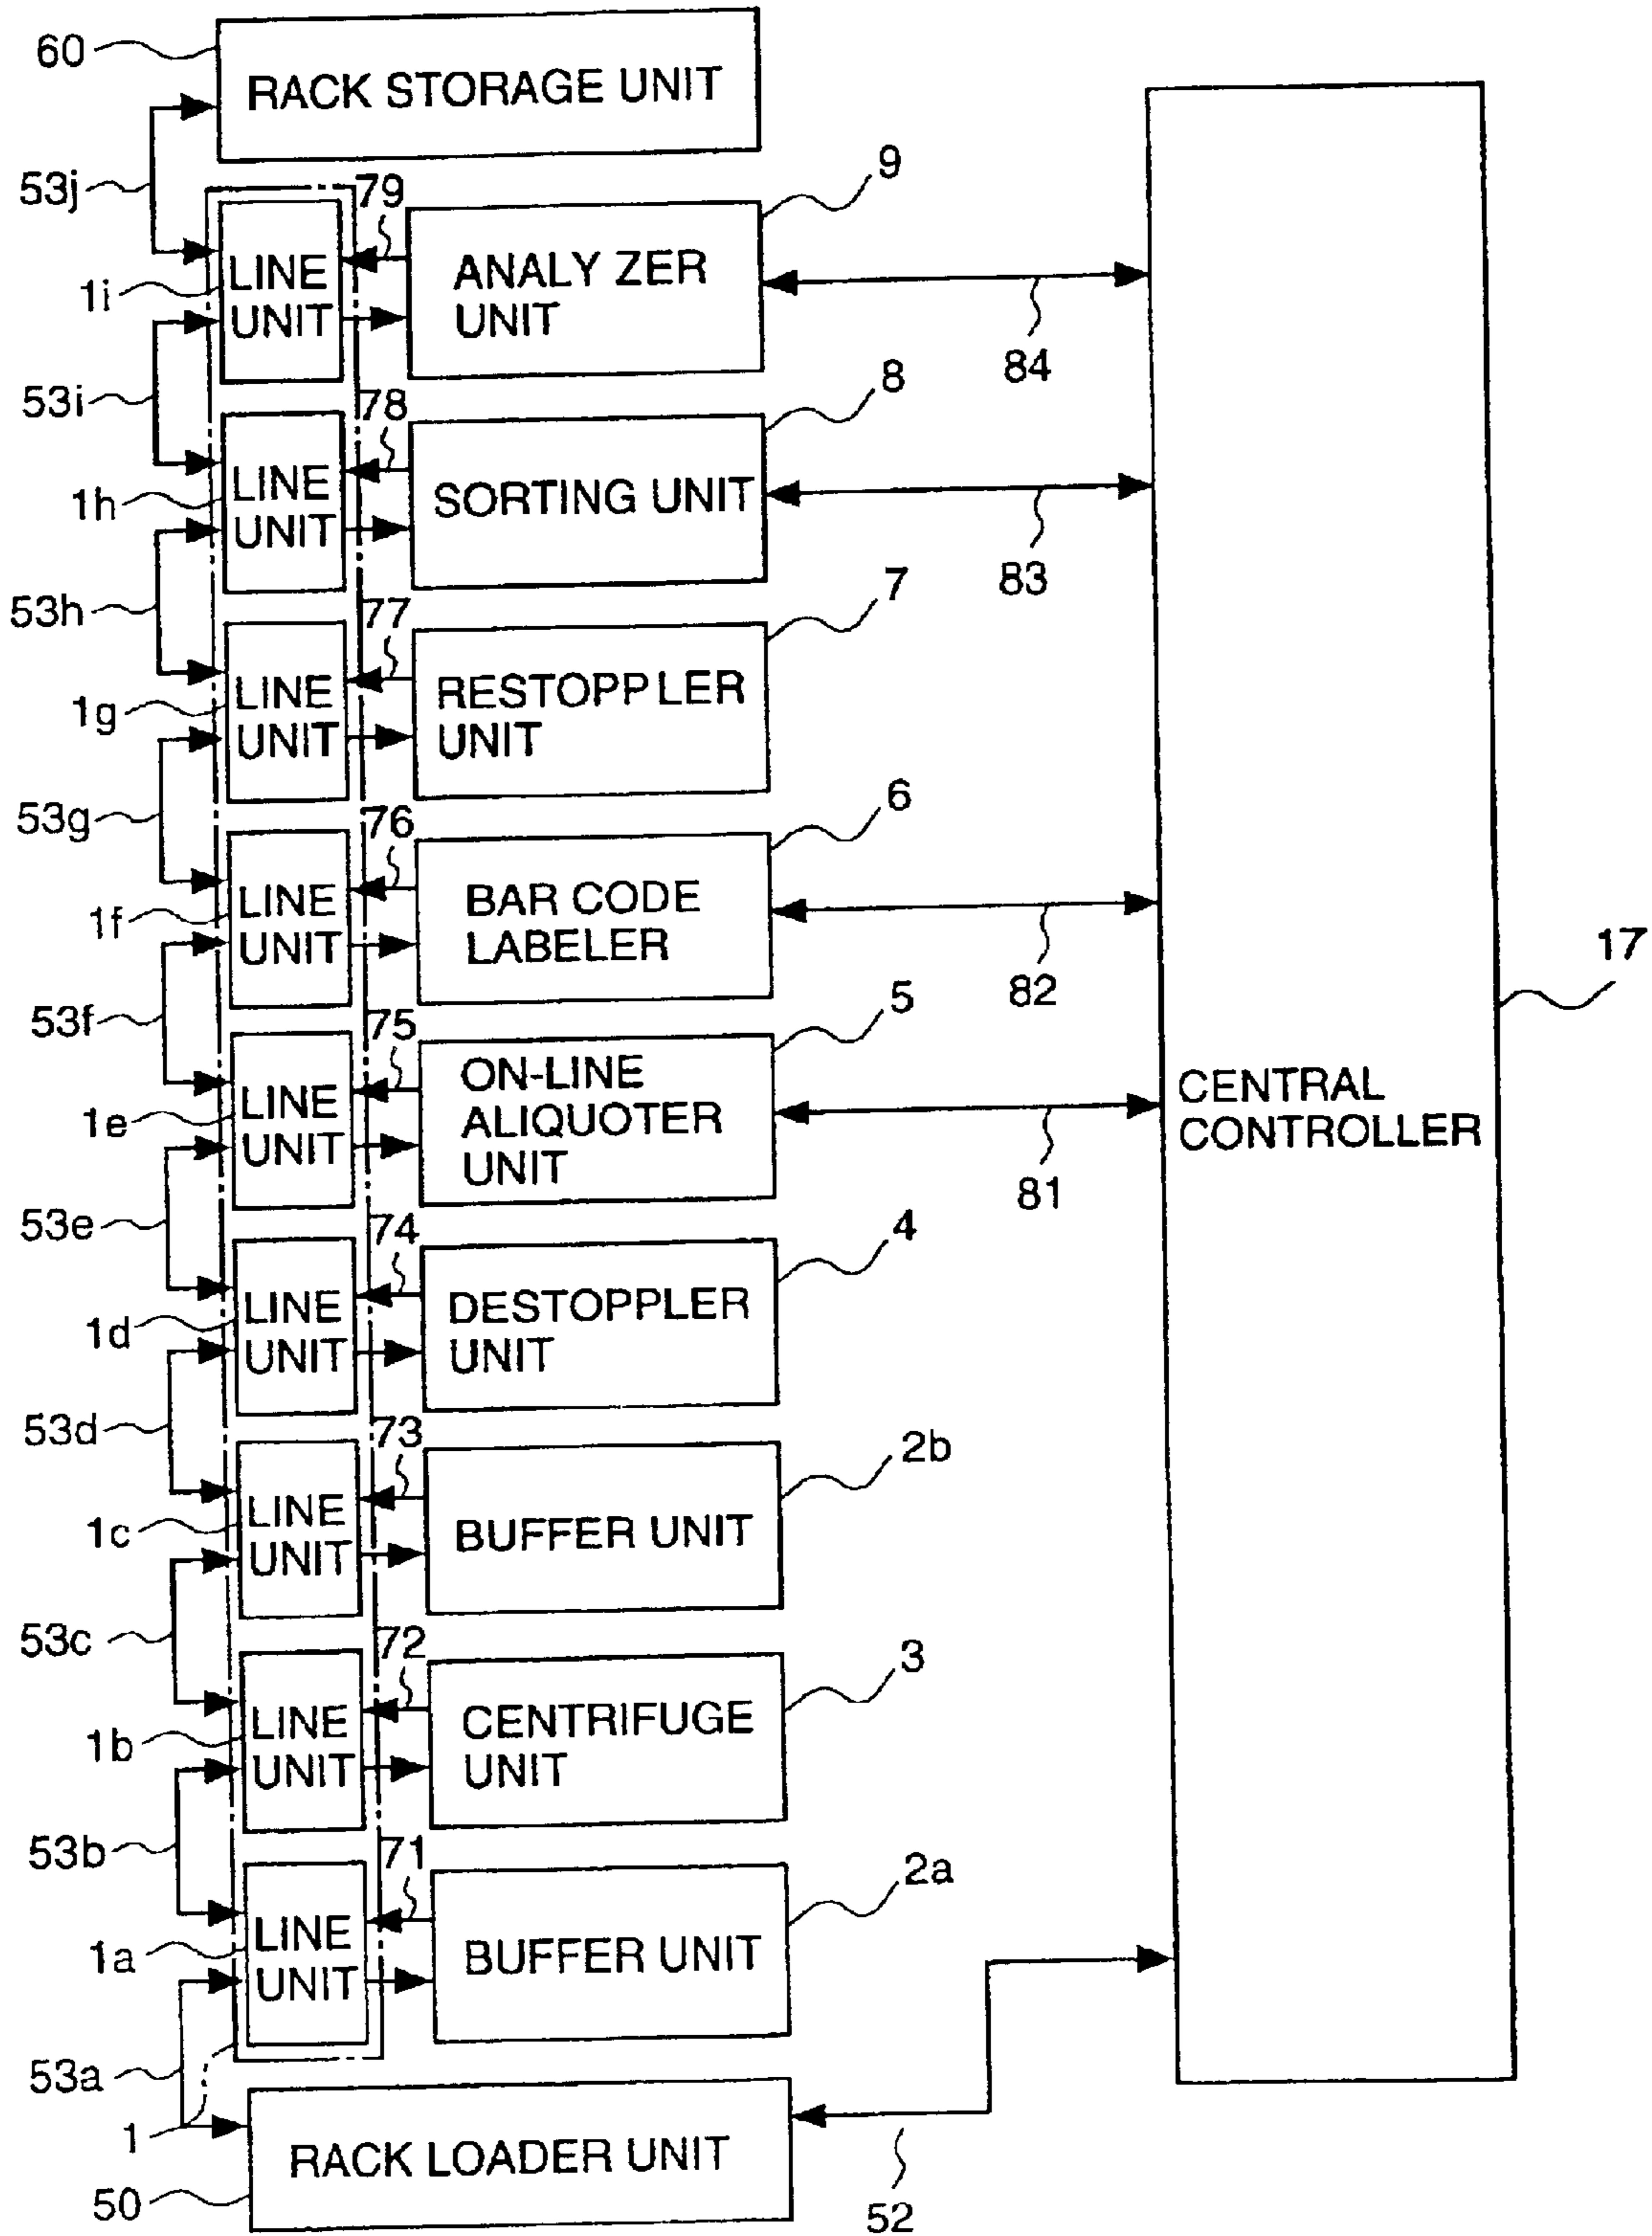 60
RACK STORAGE UNIT
53j
79
9
1i
LINE
UNIT
ANALY ZER
UNIT
84
53i
78
8
1h
LINE
UNIT
SORTING UNIT
83
53h
77
7
1g
LINE
UNIT
RESTOPPLER
UNIT
53g
76
6
1f
LINE
UNIT
BAR CODE
LABELER
82
17
53f
75
5
1e
LINE
UNIT
ON-LINE
ALIQUOTER
UNIT
CENTRAL
CONTROLLER
81
53e
74
4
1d
LINE
UNIT
DESTOPPLER
UNIT
53d
73
2b
1c
LINE
UNIT
BUFFER UNIT
53c
72
3
1b
LINE
UNIT
CENTRIFUGE
UNIT
53b
71
2a
1a
LINE
UNIT
BUFFER UNIT
53a
1
RACK LOADER UNIT
50
52